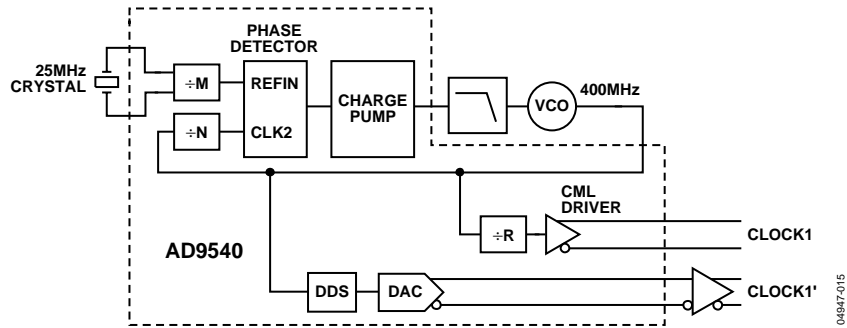 PHASE
DETECTOR
25MHz
CRYSTAL
÷M
REFIN
CHARGE
PUMP
VCO
400MHz
÷N
CLK2
CML
DRIVER
÷R
CLOCK1
AD9540
DDS
DAC
CLOCK1'
04947-015